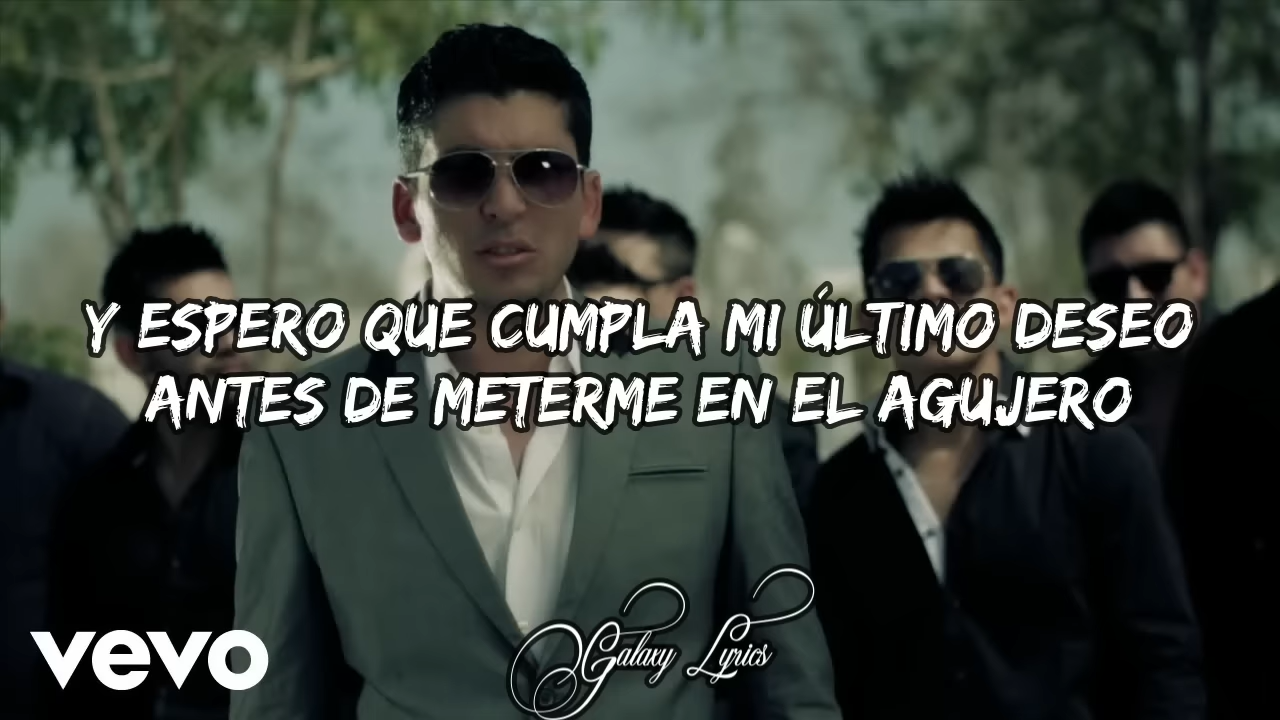 Y ESPERO QUE CUMPLA MI ÚLTIMO DESEO
ANTES DE METERME EN EL AGUJERO
Galaxy Lyrics
vevo